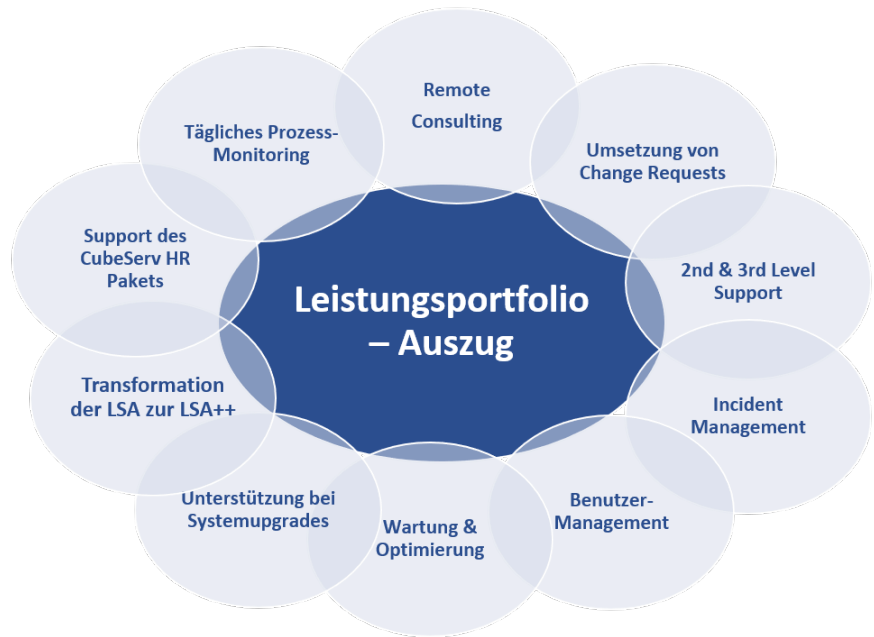 Remote
Consulting
Umsetzung von
Change Requests
2nd & 3rd Level
Support
Incident
Management
Benutzer-
Management
Wartung &
Optimierung
Unterstützung bei
Systemupgrades
Transformation
der LSA zur LSA++
Support des
CubeServ HR
Pakets
Tägliches Prozess-
Monitoring
Leistungsportfolio
– Auszug